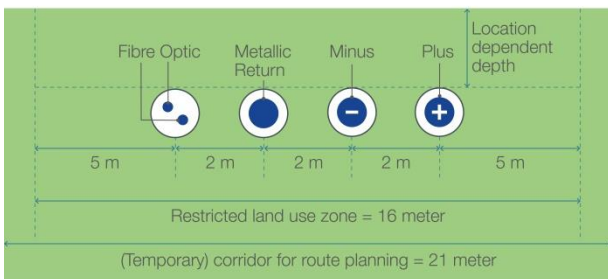 Location
dependent
depth
Fibre Optic
Metallic
Return
Minus
Plus
− +
5 m 2 m 2 m 2 m 5 m
Restricted land use zone = 16 meter
(Temporary) corridor for route planning = 21 meter